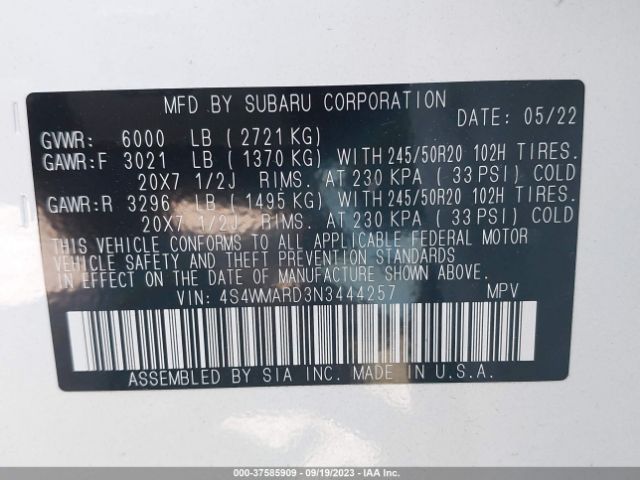 MFD BY SUBARU CORPORATION
DATE: 05/22
GVWR: 6000 LB (2721 KG)
GAWR:F 3021 LB (1370 KG) WITH 245/50R20 102H TIRES.
20X7 1/2J RIMS. AT 230 KPA (33 PSI) COLD
GAWR:R 3296 LB (1495 KG) WITH 245/50R20 102H TIRES.
20X7 1/2J RIMS. AT 230 KPA (33 PSI) COLD
THIS VEHICLE CONFORMS TO ALL APPLICABLE FEDERAL MOTOR
VEHICLE SAFETY AND THEFT PREVENTION STANDARDS
IN EFFECT ON THE DATE OF MANUFACTURE SHOWN ABOVE.
VIN: 4S4WMARD3N3444257 MPV
ASSEMBLED BY SIA INC. MADE IN U.S.A.
000-37585909 - 09/19/2023 - IAA, Inc.